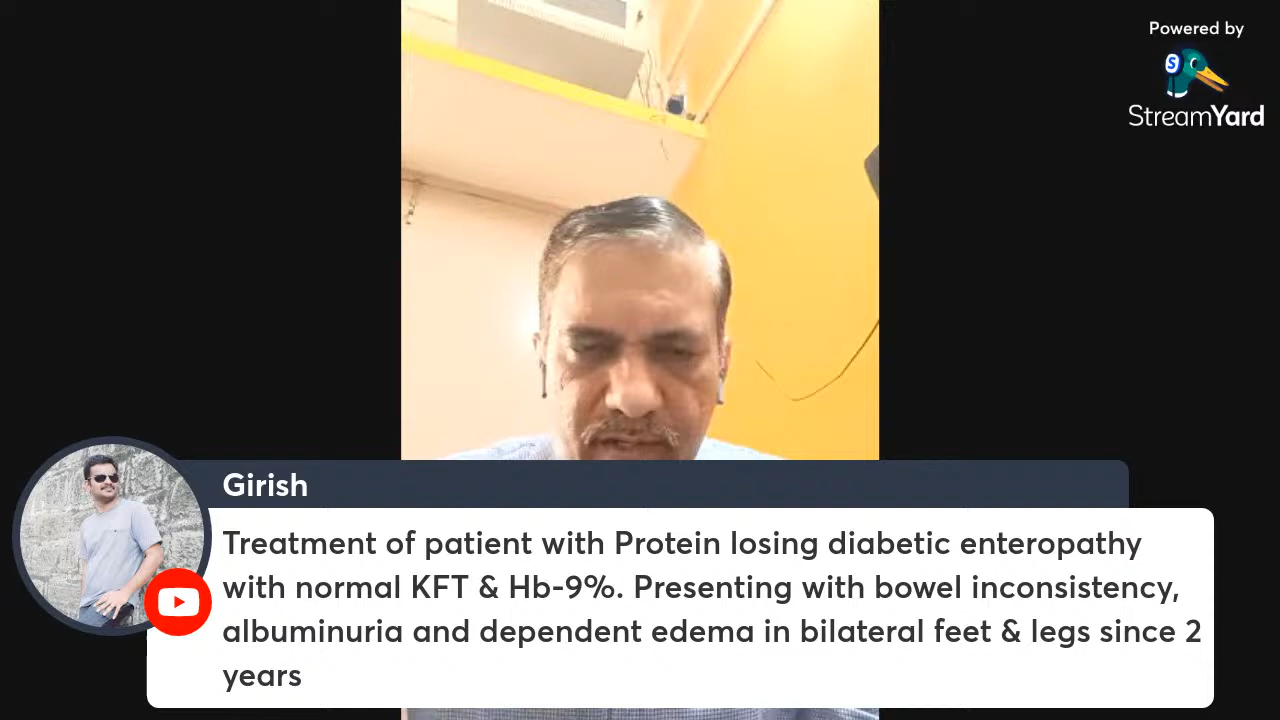 Powered by
StreamYard
Girish
Treatment of patient with Protein losing diabetic enteropathy
with normal KFT & Hb-9%. Presenting with bowel inconsistency,
albuminuria and dependent edema in bilateral feet & legs since 2
years